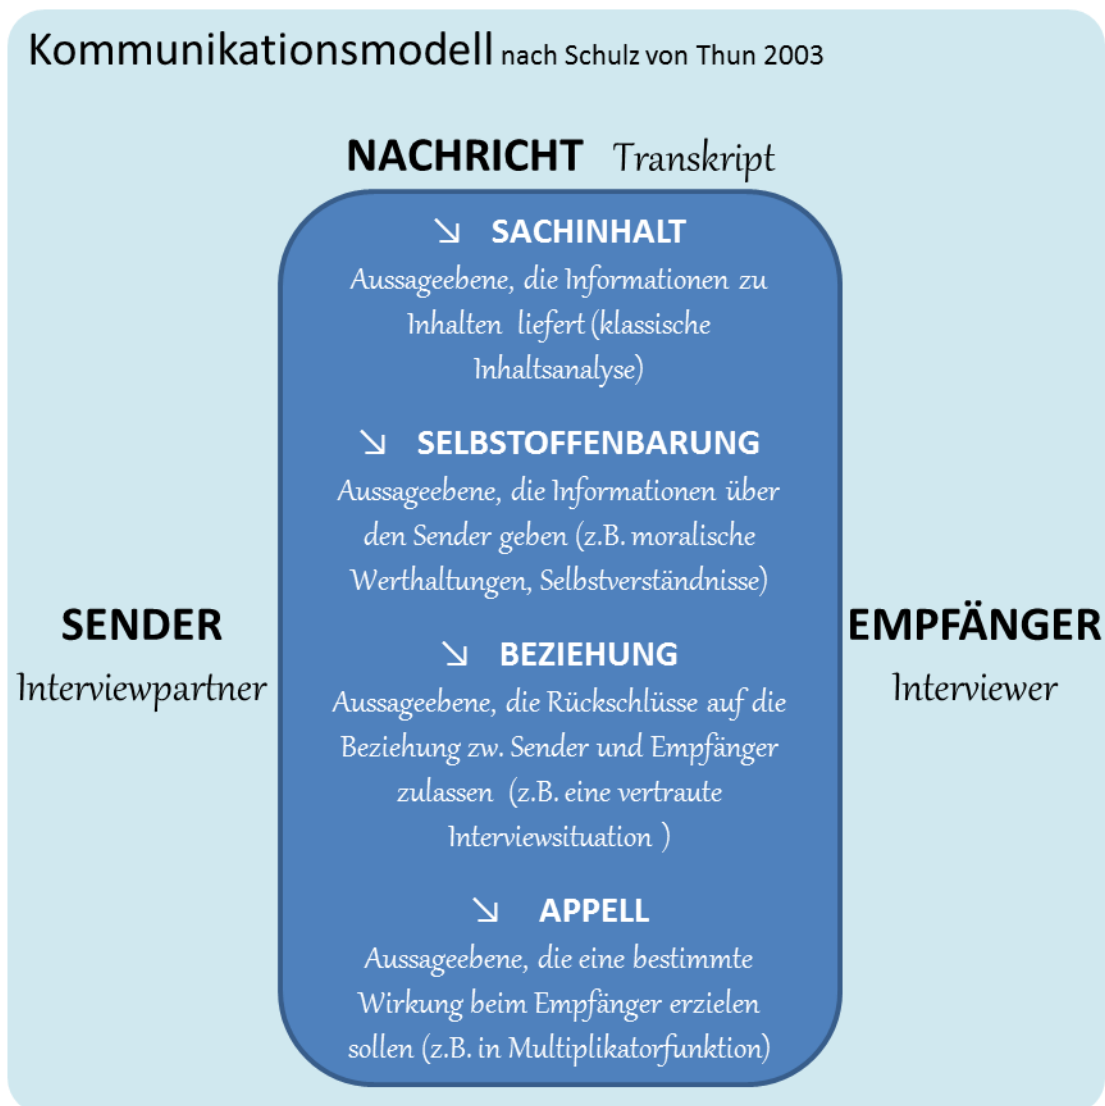 Kommunikationsmodell nach Schulz von Thun 2003
NACHRICHT Transkript
↘ SACHINHALT
Aussageebene, die Informationen zu
Inhalten liefert (klassische
Inhaltsanalyse)
↘ SELBSTOFFENBARUNG
Aussageebene, die Informationen über
den Sender geben (z.B. moralische
Werthaltungen, Selbstverständnisse)
SENDER
Interviewpartner
↘ BEZIEHUNG
Aussageebene, die Rückschlüsse auf die
Beziehung zw. Sender und Empfänger
zulassen (z.B. eine vertraute
Interviewsituation )
↘ APPELL
Aussageebene, die eine bestimmte
Wirkung beim Empfänger erzielen
sollen (z.B. in Multiplikatorfunktion)
EMPFÄNGER
Interviewer